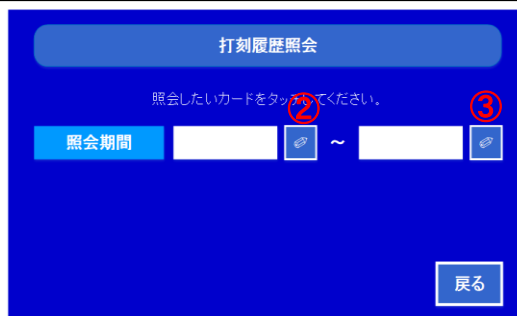 打刻履歴照会
照会したいカードをタッチしてください。
② ③
照会期間 ~
戻る